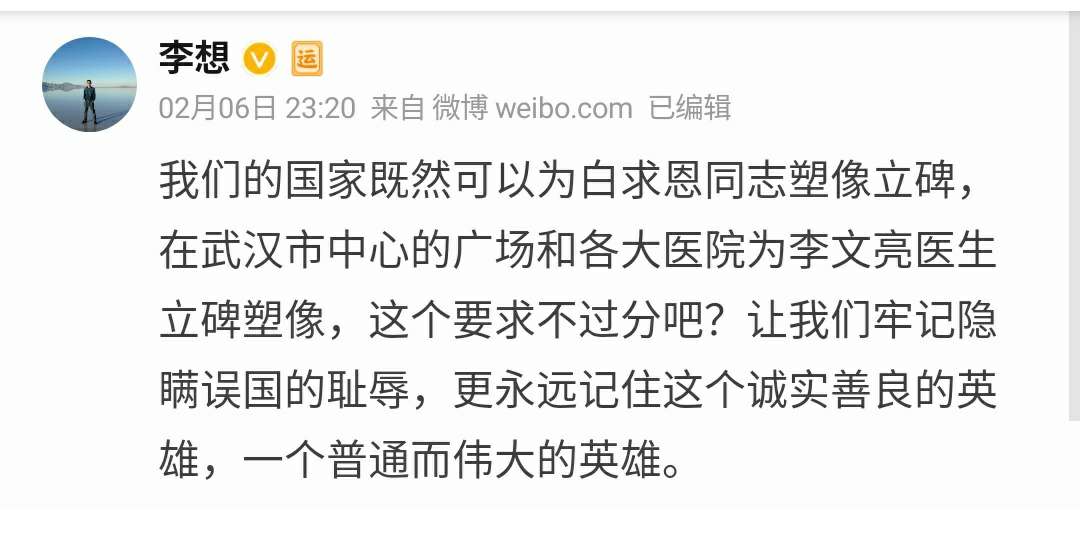 李想
运
02月06日 23:20 来自 微博 weibo.com 已编辑
我们的国家既然可以为白求恩同志塑像立碑，
在武汉市中心的广场和各大医院为李文亮医生
立碑塑像，这个要求不过分吧？让我们牢记隐
瞒误国的耻辱，更永远记住这个诚实善良的英
雄，一个普通而伟大的英雄。